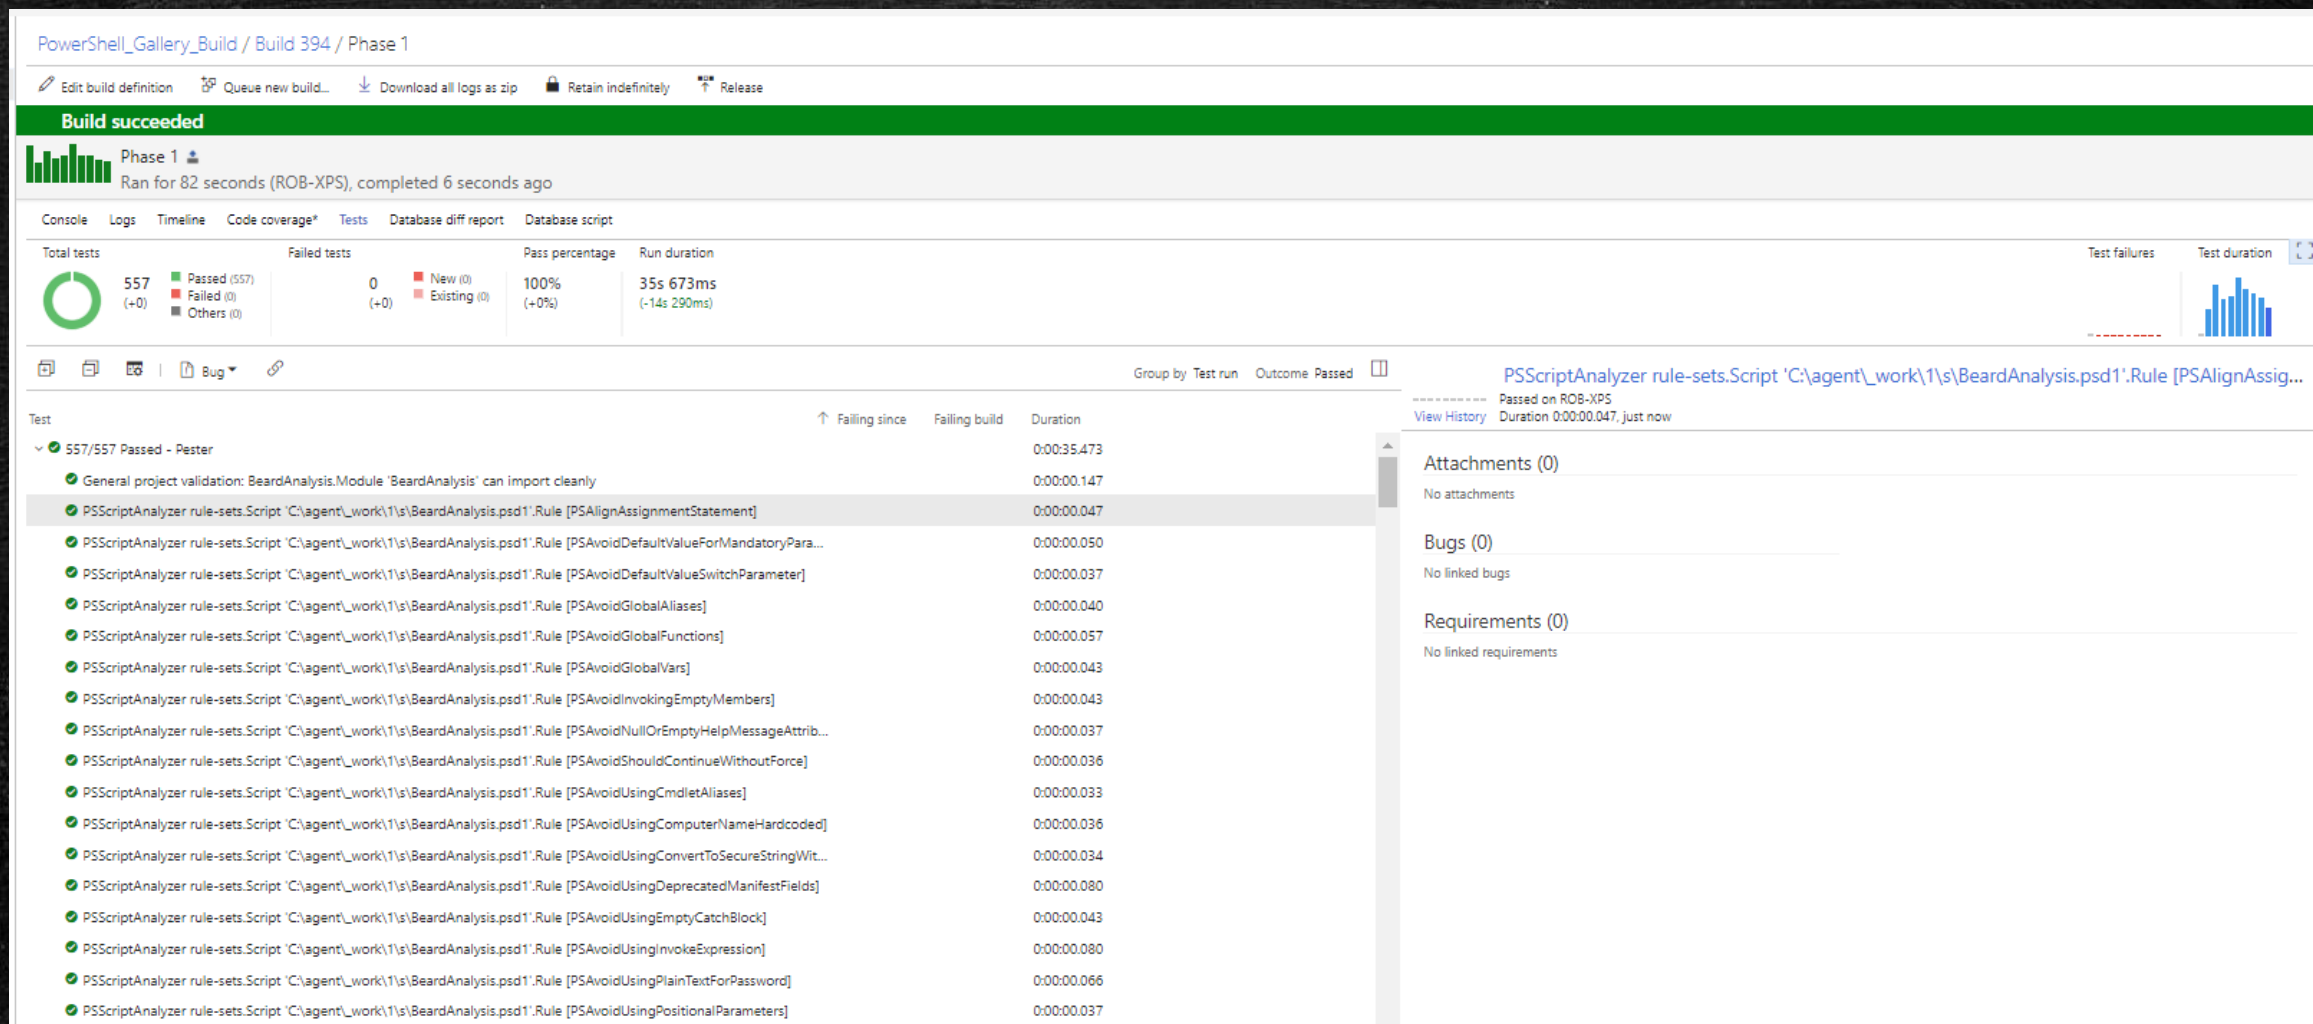 PowerShell_Gallery_Build / Build 394 / Phase 1
Edit build definition Queue new build... Download all logs as zip Retain indefinitely Release
Build succeeded
Phase 1
Ran for 82 seconds (ROB-XPS), completed 6 seconds ago
Console Logs Timeline Code coverage* Tests Database diff report Database script
Total tests Failed tests Pass percentage Run duration Test failures Test duration
557 Passed (557) 0 New (0) 100% 35s 673ms
(+0) Failed (0) (+0) Existing (0) (+0%) (-14s 290ms)
Others (0)
Bug Group by Test run Outcome Passed
Test Failing since Failing build Duration
557/557 Passed - Pester 0:00:35.473
General project validation: BeardAnalysis.Module 'BeardAnalysis' can import cleanly 0:00:00.147
PSScriptAnalyzer rule-sets.Script 'C:\agent\_work\1\s\BeardAnalysis.psd1'.Rule [PSAlignAssignmentStatement] 0:00:00.047
PSScriptAnalyzer rule-sets.Script 'C:\agent\_work\1\s\BeardAnalysis.psd1'.Rule [PSAvoidDefaultValueForMandatoryPara... 0:00:00.050
PSScriptAnalyzer rule-sets.Script 'C:\agent\_work\1\s\BeardAnalysis.psd1'.Rule [PSAvoidDefaultValueSwitchParameter] 0:00:00.037
PSScriptAnalyzer rule-sets.Script 'C:\agent\_work\1\s\BeardAnalysis.psd1'.Rule [PSAvoidGlobalAliases] 0:00:00.040
PSScriptAnalyzer rule-sets.Script 'C:\agent\_work\1\s\BeardAnalysis.psd1'.Rule [PSAvoidGlobalFunctions] 0:00:00.057
PSScriptAnalyzer rule-sets.Script 'C:\agent\_work\1\s\BeardAnalysis.psd1'.Rule [PSAvoidGlobalVars] 0:00:00.043
PSScriptAnalyzer rule-sets.Script 'C:\agent\_work\1\s\BeardAnalysis.psd1'.Rule [PSAvoidInvokingEmptyMembers] 0:00:00.043
PSScriptAnalyzer rule-sets.Script 'C:\agent\_work\1\s\BeardAnalysis.psd1'.Rule [PSAvoidNullOrEmptyHelpMessageAttrib... 0:00:00.037
PSScriptAnalyzer rule-sets.Script 'C:\agent\_work\1\s\BeardAnalysis.psd1'.Rule [PSAvoidShouldContinueWithoutForce] 0:00:00.036
PSScriptAnalyzer rule-sets.Script 'C:\agent\_work\1\s\BeardAnalysis.psd1'.Rule [PSAvoidUsingCmdletAliases] 0:00:00.033
PSScriptAnalyzer rule-sets.Script 'C:\agent\_work\1\s\BeardAnalysis.psd1'.Rule [PSAvoidUsingComputerNameHardcoded] 0:00:00.036
PSScriptAnalyzer rule-sets.Script 'C:\agent\_work\1\s\BeardAnalysis.psd1'.Rule [PSAvoidUsingConvertToSecureStringWit... 0:00:00.034
PSScriptAnalyzer rule-sets.Script 'C:\agent\_work\1\s\BeardAnalysis.psd1'.Rule [PSAvoidUsingDeprecatedManifestFields] 0:00:00.080
PSScriptAnalyzer rule-sets.Script 'C:\agent\_work\1\s\BeardAnalysis.psd1'.Rule [PSAvoidUsingEmptyCatchBlock] 0:00:00.043
PSScriptAnalyzer rule-sets.Script 'C:\agent\_work\1\s\BeardAnalysis.psd1'.Rule [PSAvoidUsingInvokeExpression] 0:00:00.080
PSScriptAnalyzer rule-sets.Script 'C:\agent\_work\1\s\BeardAnalysis.psd1'.Rule [PSAvoidUsingPlainTextForPassword] 0:00:00.066
PSScriptAnalyzer rule-sets.Script 'C:\agent\_work\1\s\BeardAnalysis.psd1'.Rule [PSAvoidUsingPositionalParameters] 0:00:00.037
PSScriptAnalyzer rule-sets.Script 'C:\agent\_work\1\s\BeardAnalysis.psd1'.Rule [PSAlignAssig...
Passed on ROB-XPS
View History Duration 0:00:00.047, just now
Attachments (0)
No attachments
Bugs (0)
No linked bugs
Requirements (0)
No linked requirements